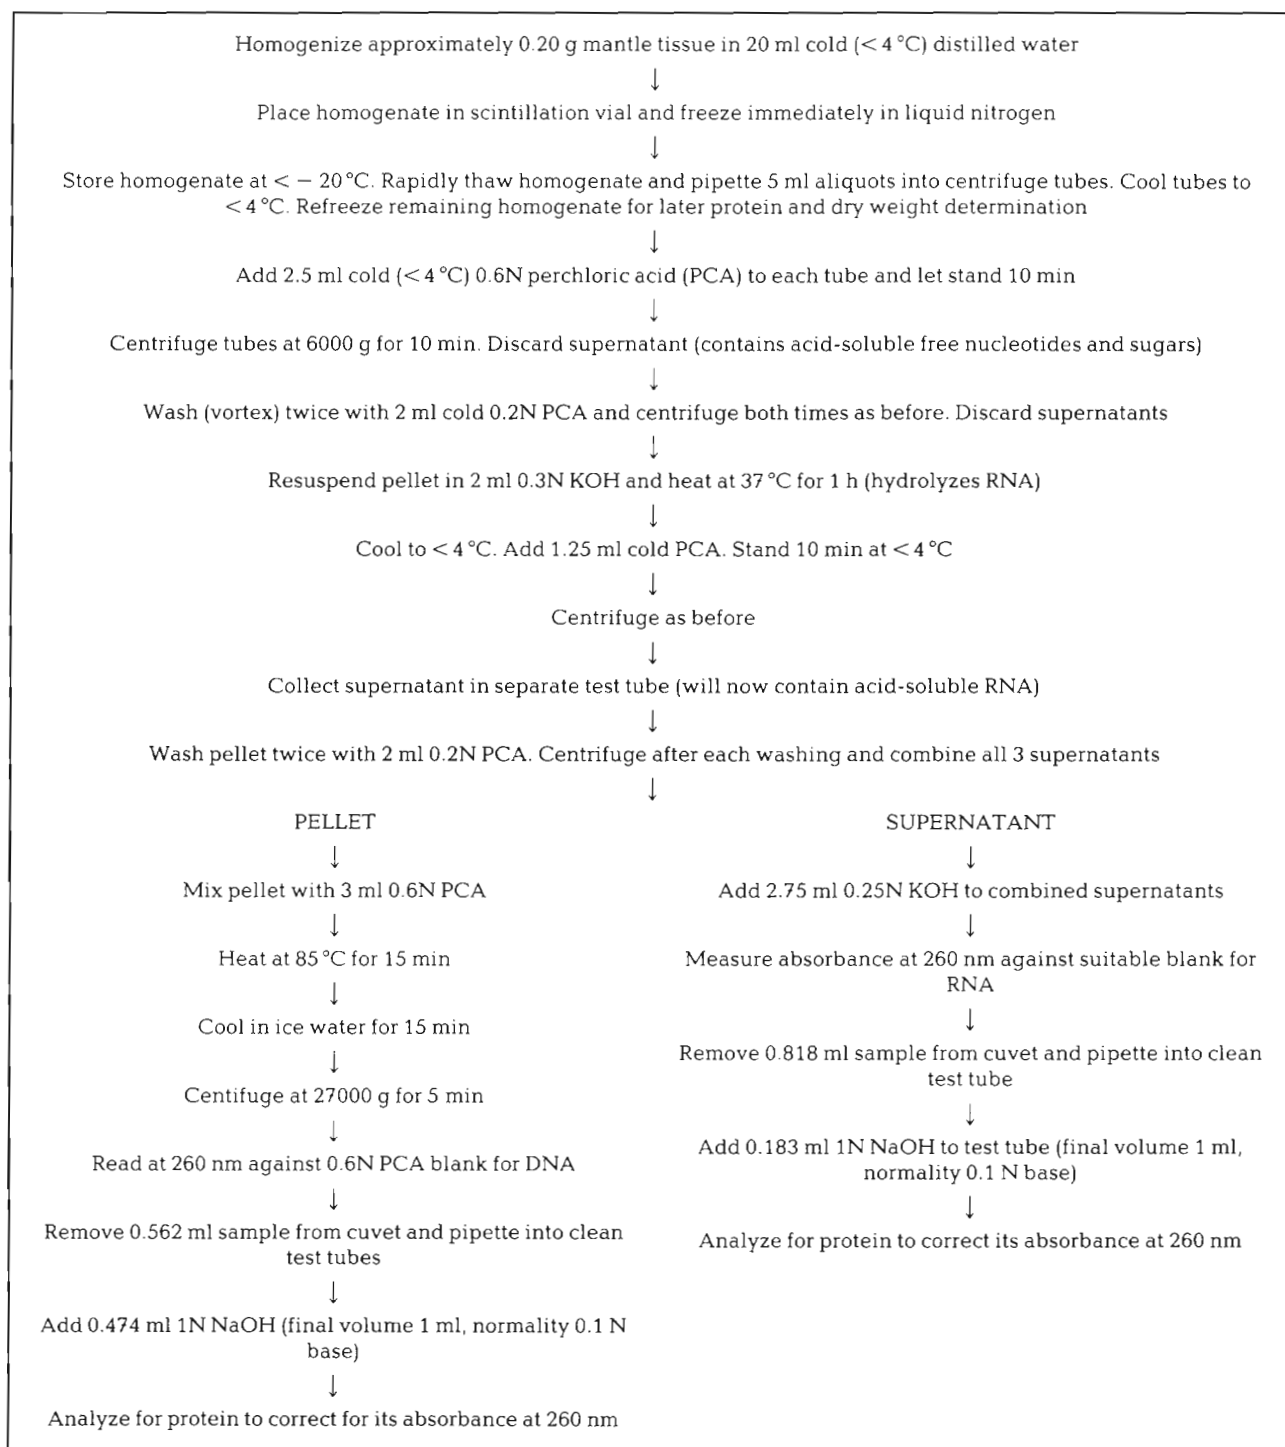 Homogenize approximately 0.20 g mantle tissue in 20 ml cold (< 4 °C) distilled water
↓
Place homogenate in scintillation vial and freeze immediately in liquid nitrogen
↓
Store homogenate at < − 20 °C. Rapidly thaw homogenate and pipette 5 ml aliquots into centrifuge tubes. Cool tubes to
< 4 °C. Refreeze remaining homogenate for later protein and dry weight determination
↓
Add 2.5 ml cold (< 4 °C) 0.6N perchloric acid (PCA) to each tube and let stand 10 min
↓
Centrifuge tubes at 6000 g for 10 min. Discard supernatant (contains acid-soluble free nucleotides and sugars)
↓
Wash (vortex) twice with 2 ml cold 0.2N PCA and centrifuge both times as before. Discard supernatants
↓
Resuspend pellet in 2 ml 0.3N KOH and heat at 37 °C for 1 h (hydrolyzes RNA)
↓
Cool to < 4 °C. Add 1.25 ml cold PCA. Stand 10 min at < 4 °C
↓
Centrifuge as before
↓
Collect supernatant in separate test tube (will now contain acid-soluble RNA)
↓
Wash pellet twice with 2 ml 0.2N PCA. Centrifuge after each washing and combine all 3 supernatants
↓
PELLET
↓
Mix pellet with 3 ml 0.6N PCA
↓
Heat at 85 °C for 15 min
↓
Cool in ice water for 15 min
↓
Centifuge at 27000 g for 5 min
↓
Read at 260 nm against 0.6N PCA blank for DNA
↓
Remove 0.562 ml sample from cuvet and pipette into clean
test tubes
↓
Add 0.474 ml 1N NaOH (final volume 1 ml, normality 0.1 N
base)
↓
Analyze for protein to correct for its absorbance at 260 nm
SUPERNATANT
↓
Add 2.75 ml 0.25N KOH to combined supernatants
↓
Measure absorbance at 260 nm against suitable blank for
RNA
↓
Remove 0.818 ml sample from cuvet and pipette into clean
test tube
↓
Add 0.183 ml 1N NaOH to test tube (final volume 1 ml,
normality 0.1 N base)
↓
Analyze for protein to correct its absorbance at 260 nm